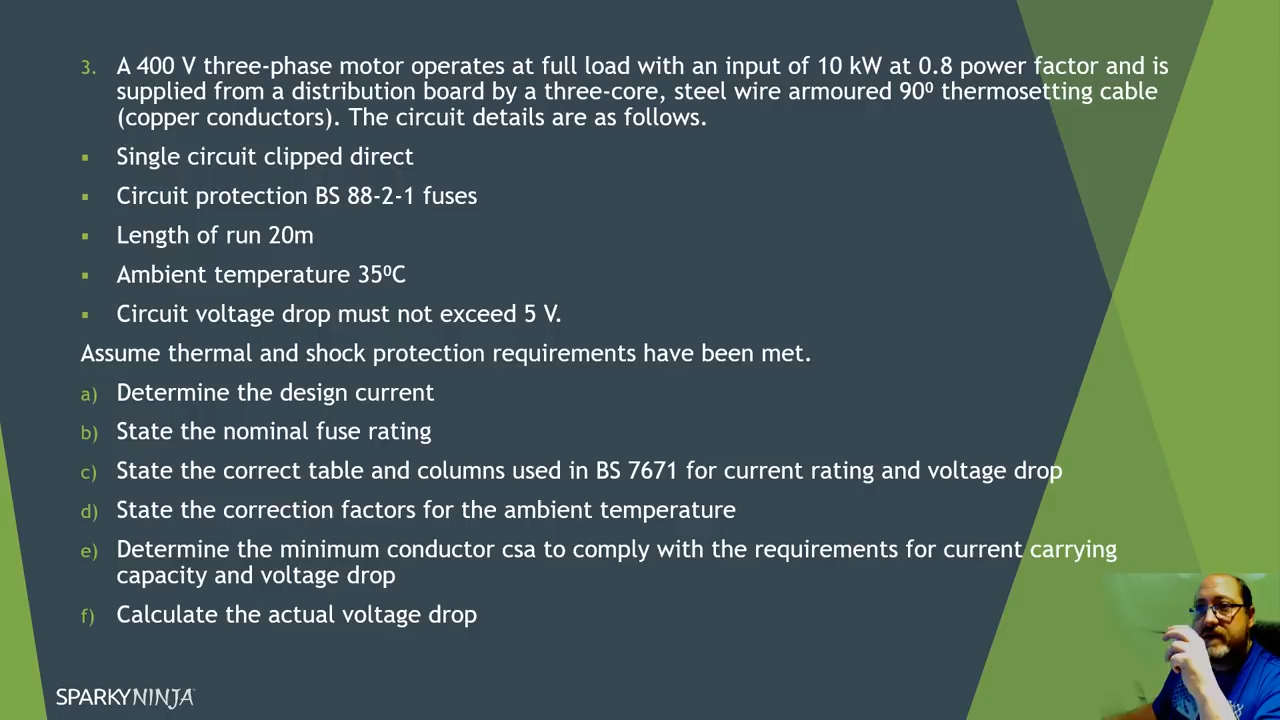 3. A 400 V three-phase motor operates at full load with an input of 10 kW at 0.8 power factor and is
supplied from a distribution board by a three-core, steel wire armoured 90⁰ thermosetting cable
(copper conductors). The circuit details are as follows.
▪ Single circuit clipped direct
▪ Circuit protection BS 88-2-1 fuses
▪ Length of run 20m
▪ Ambient temperature 35⁰C
▪ Circuit voltage drop must not exceed 5 V.
Assume thermal and shock protection requirements have been met.
a) Determine the design current
b) State the nominal fuse rating
c) State the correct table and columns used in BS 7671 for current rating and voltage drop
d) State the correction factors for the ambient temperature
e) Determine the minimum conductor csa to comply with the requirements for current carrying
capacity and voltage drop
f) Calculate the actual voltage drop
SPARKYNINJA